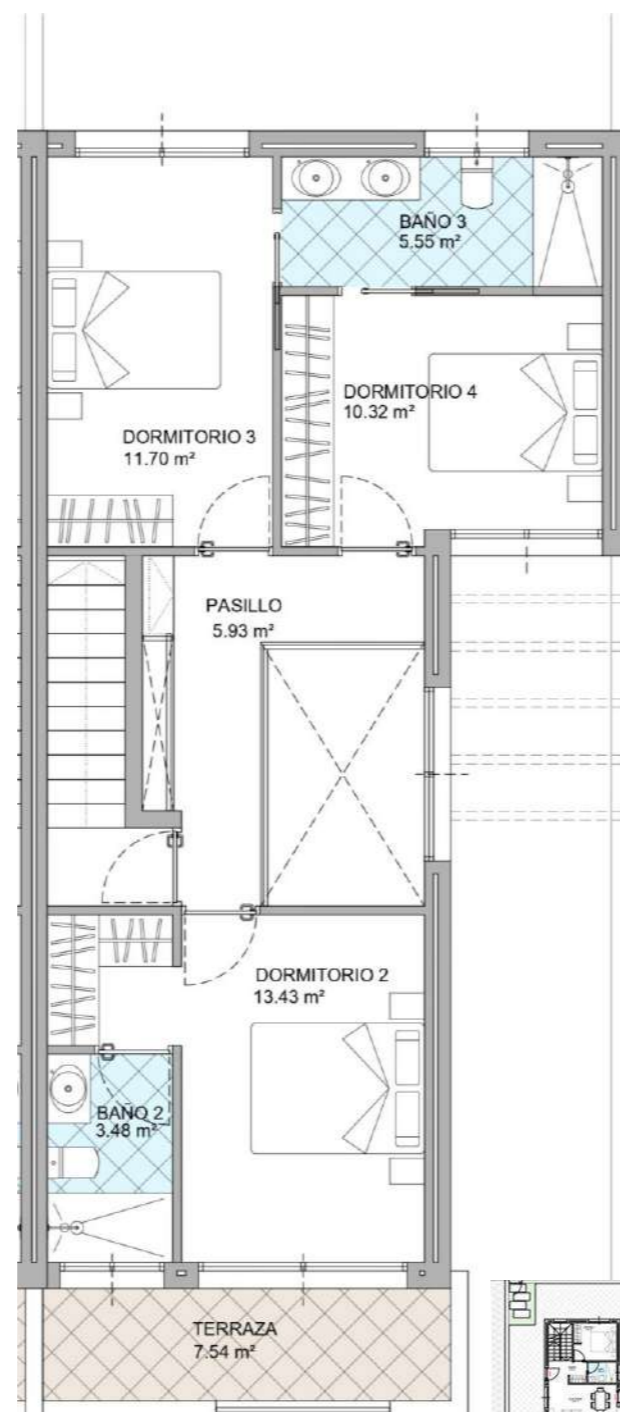 BAÑO 3
5.55 m²
DORMITORIO 4
10.32 m²
DORMITORIO 3
11.70 m²
PASILLO
5.93 m²
DORMITORIO 2
13.43 m²
BAÑO 2
3.48 m²
TERRAZA
7.54 m²